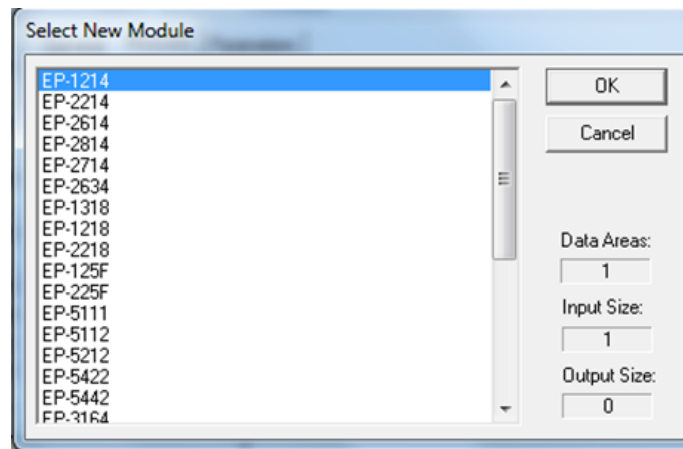 Select New Module
EP-1214
EP-2214
EP-2614
EP-2814
EP-2714
EP-2634
EP-1318
EP-1218
EP-2218
EP-125F
EP-225F
EP-5111
EP-5112
EP-5212
EP-5422
EP-5442
EP-3164
OK
Cancel
Data Areas:
1
Input Size:
1
Output Size:
0